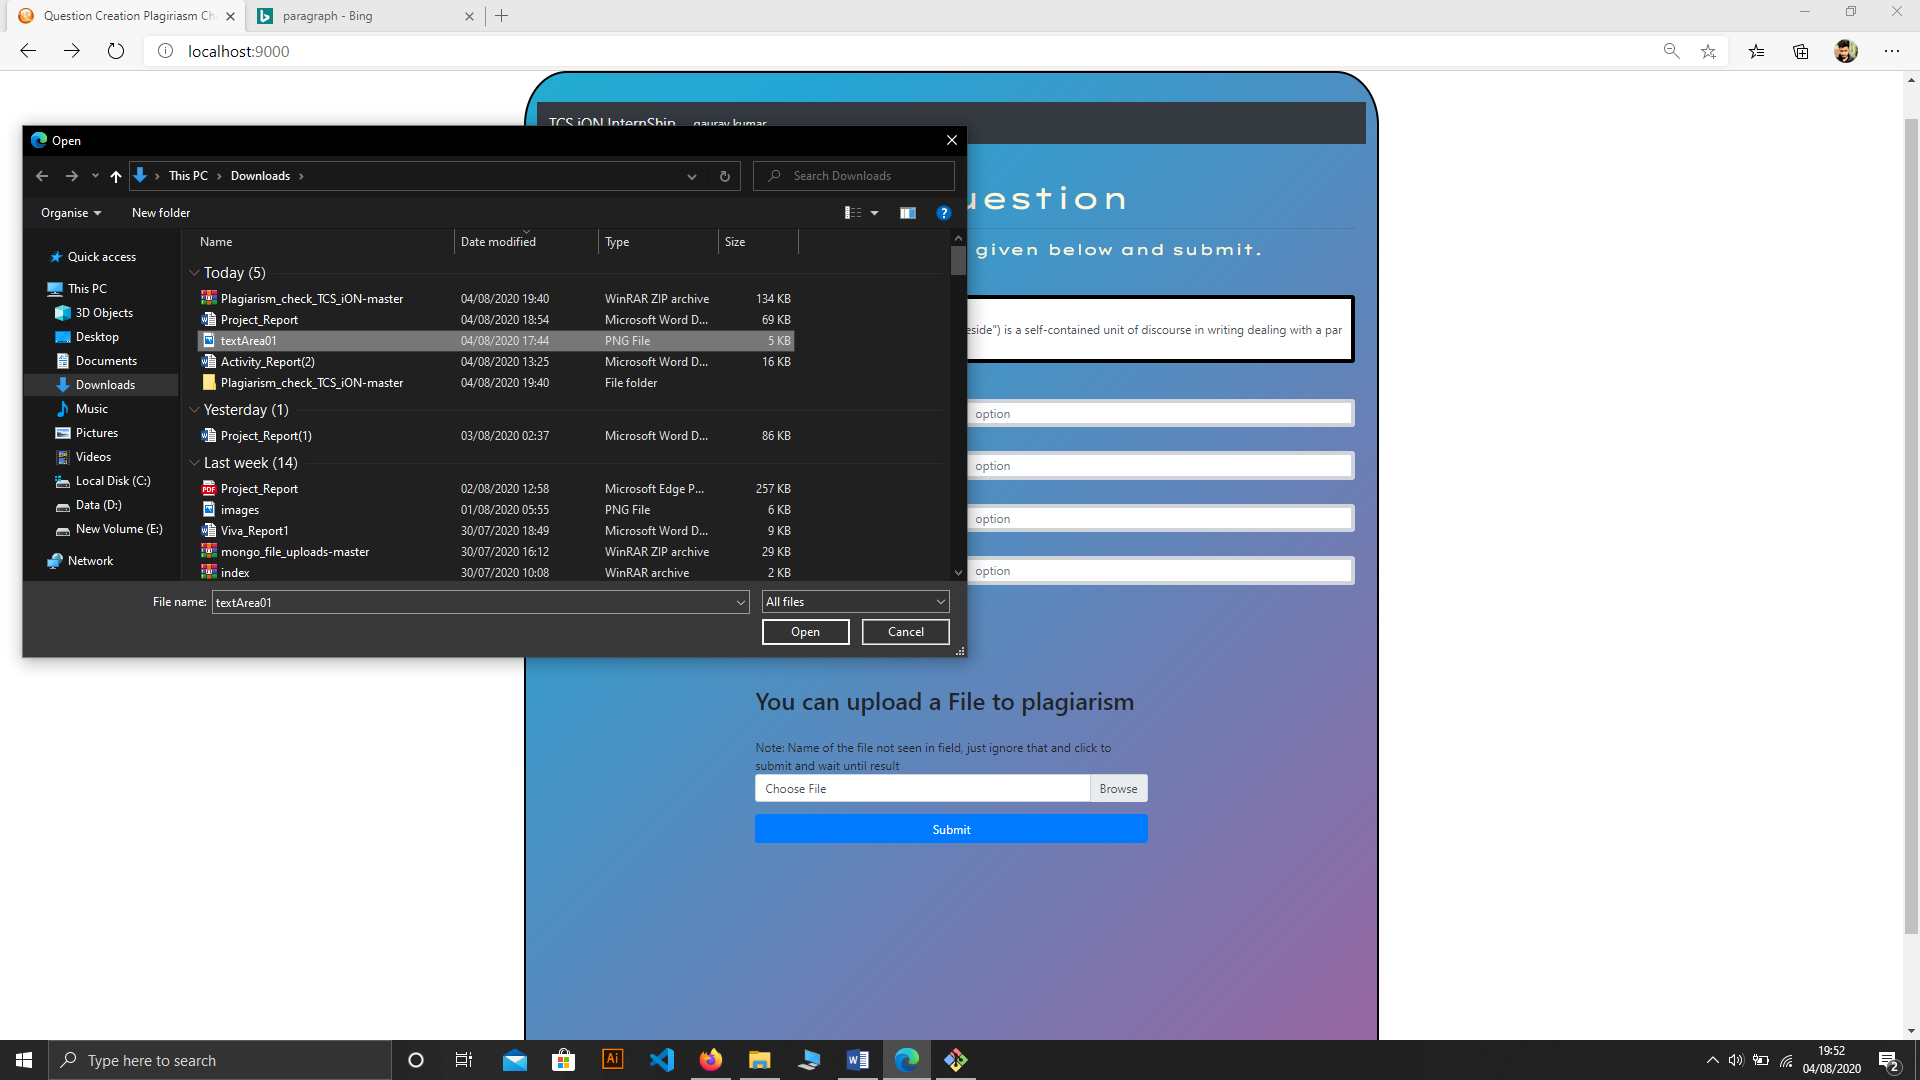 Question Creation Plagiriasm Ch
paragraph - Bing
localhost:9000
TCS iON InternShip gaurav kumar
Open
This PC Downloads
Search Downloads
Organise New folder
uestion
given below and submit.
Name Date modified Type Size
Quick access
This PC
3D Objects
Desktop
Documents
Downloads
Music
Pictures
Videos
Local Disk (C:)
Data (D:)
New Volume (E:)
Network
Today (5)
Plagiarism_check_TCS_iON-master 04/08/2020 19:40 WinRAR ZIP archive 134 KB
Project_Report 04/08/2020 18:54 Microsoft Word D... 69 KB
textArea01 04/08/2020 17:44 PNG File 5 KB
Activity_Report(2) 04/08/2020 13:25 Microsoft Word D... 16 KB
Plagiarism_check_TCS_iON-master 04/08/2020 19:40 File folder
Yesterday (1)
Project_Report(1) 03/08/2020 02:37 Microsoft Word D... 86 KB
Last week (14)
Project_Report 02/08/2020 12:58 Microsoft Edge P... 257 KB
images 01/08/2020 05:55 PNG File 6 KB
Viva_Report1 30/07/2020 18:49 Microsoft Word D... 9 KB
mongo_file_uploads-master 30/07/2020 16:12 WinRAR ZIP archive 29 KB
index 30/07/2020 10:08 WinRAR archive 2 KB
File name: textArea01 All files
Open Cancel
eside") is a self-contained unit of discourse in writing dealing with a par
option
option
option
option
You can upload a File to plagiarism
Note: Name of the file not seen in field, just ignore that and click to
submit and wait until result
Choose File Browse
Submit
Type here to search
Ai
19:52
04/08/2020
2